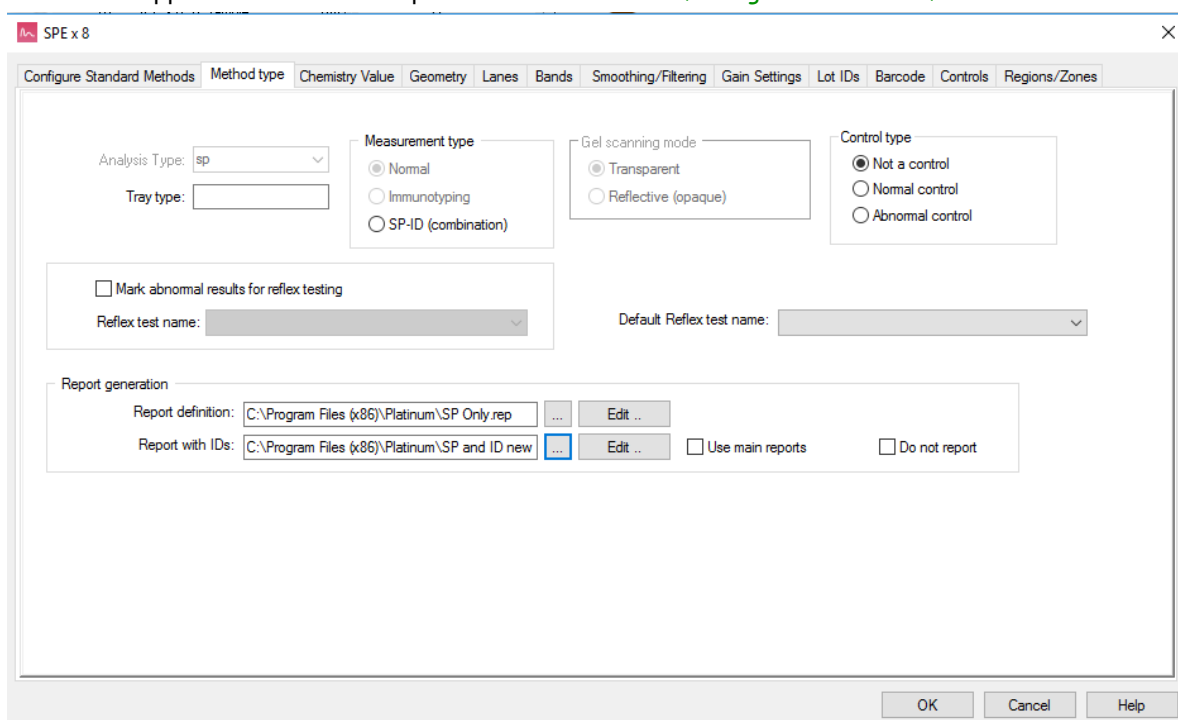 SPE x 8
Configure Standard Methods Method type Chemistry Value Geometry Lanes Bands Smoothing/Filtering Gain Settings Lot IDs Barcode Controls Regions/Zones
Analysis Type: sp
Tray type:
Measurement type
Normal
Immunotyping
SP-ID (combination)
Gel scanning mode
Transparent
Reflective (opaque)
Control type
Not a control
Normal control
Abnormal control
Mark abnormal results for reflex testing
Reflex test name:
Default Reflex test name:
Report generation
Report definition: C:\Program Files (x86)\Platinum\SP Only.rep ... Edit ..
Report with IDs: C:\Program Files (x86)\Platinum\SP and ID new ... Edit .. Use main reports Do not report
OK Cancel Help